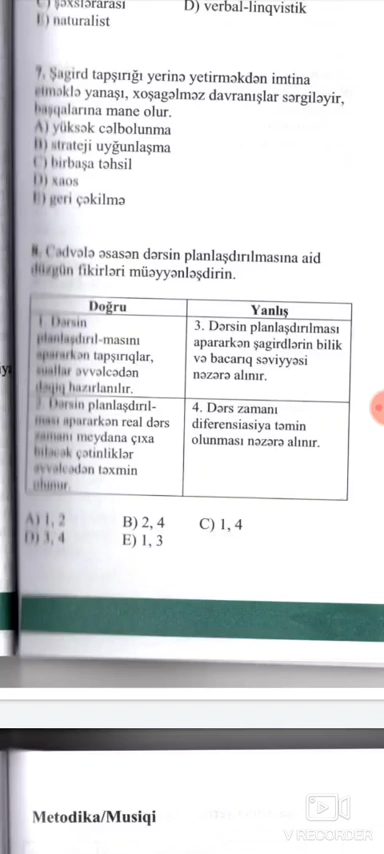 C) şəxslərarası
D) verbal-linqvistik
E) naturalist
7. Şagird tapşırığı yerinə yetirməkdən imtina
etməklə yanaşı, xoşagəlməz davranışlar sərgiləyir,
başqalarına mane olur.
A) yüksək cəlbolunma
B) strateji uyğunlaşma
C) birbaşa təhsil
D) xaos
E) geri çəkilmə
8. Cədvələ əsasən dərsin planlaşdırılmasına aid
düzgün fikirləri müəyyənləşdirin.
Doğru
1. Dərsin
planlaşdırıl-masını
apararkən tapşırıqlar,
suallar əvvəlcədən
dəqiq hazırlanılır.
2. Dərsin planlaşdırıl-
ması apararkən real dərs
zamanı meydana çıxa
biləcək çətinliklər
əvvəlcədən təxmin
olunur.
Yanlış
3. Dərsin planlaşdırılması
apararkən şagirdlərin bilik
və bacarıq səviyyəsi
nəzərə alınır.
4. Dərs zamanı
diferensiasiya təmin
olunması nəzərə alınır.
A) 1, 2
B) 2, 4
C) 1, 4
D) 3, 4
E) 1, 3
Metodika/Musiqi
V RECORDER